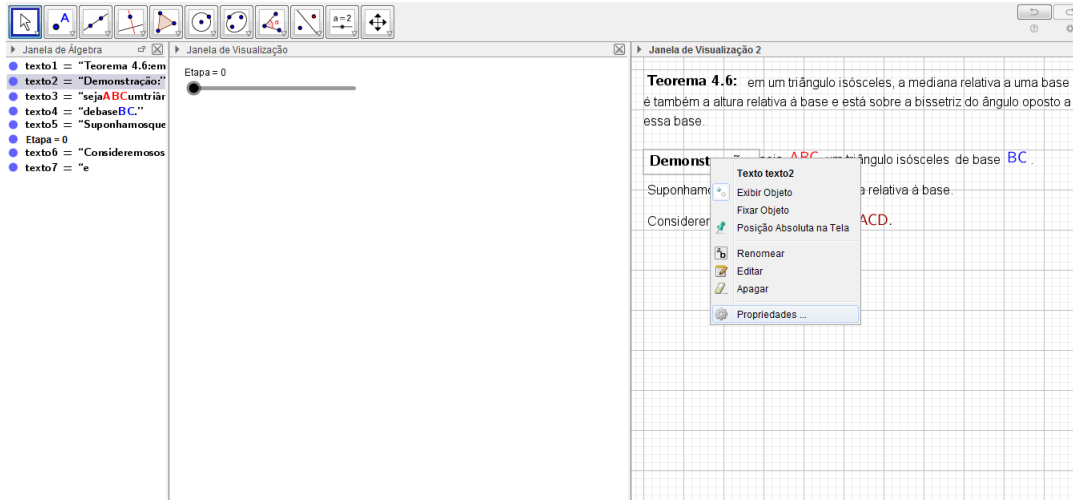 A
α
a=2
Janela de Álgebra
Janela de Visualização
Janela de Visualização 2
texto1 = "Teorema 4.6:em
texto2 = "Demonstração:"
texto3 = "sejaABCumtriâr
texto4 = "debaseBC."
texto5 = "Suponhamosque
Etapa = 0
texto6 = "Consideremosos
texto7 = "e
Etapa = 0
Teorema 4.6: em um triângulo isósceles, a mediana relativa a uma base
é também a altura relativa à base e está sobre a bissetriz do ângulo oposto a
essa base.
Demonst ABC um triângulo isósceles de base BC .
Suponham a relativa à base.
Considerer ACD.
Texto texto2
Exibir Objeto
Fixar Objeto
Posição Absoluta na Tela
Renomear
Editar
Apagar
Propriedades ...